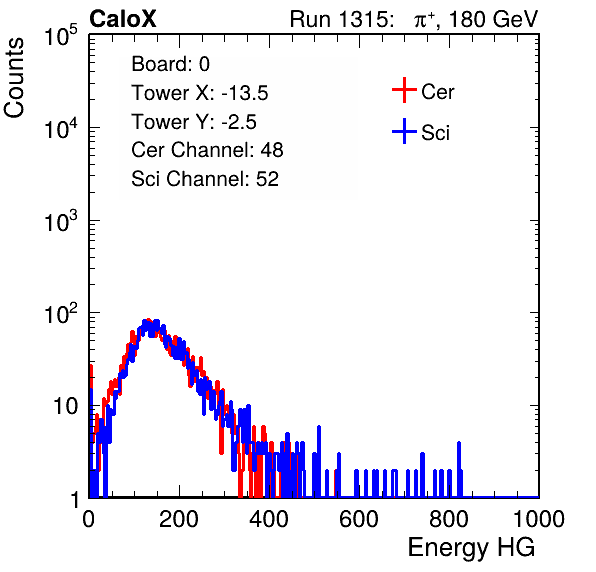 CaloX Run 1315: π⁺, 180 GeV
Counts
10⁵
10⁴
10³
10²
10
1
Board: 0
Tower X: -13.5
Tower Y: -2.5
Cer Channel: 48
Sci Channel: 52
Cer
Sci
0 200 400 600 800 1000
Energy HG